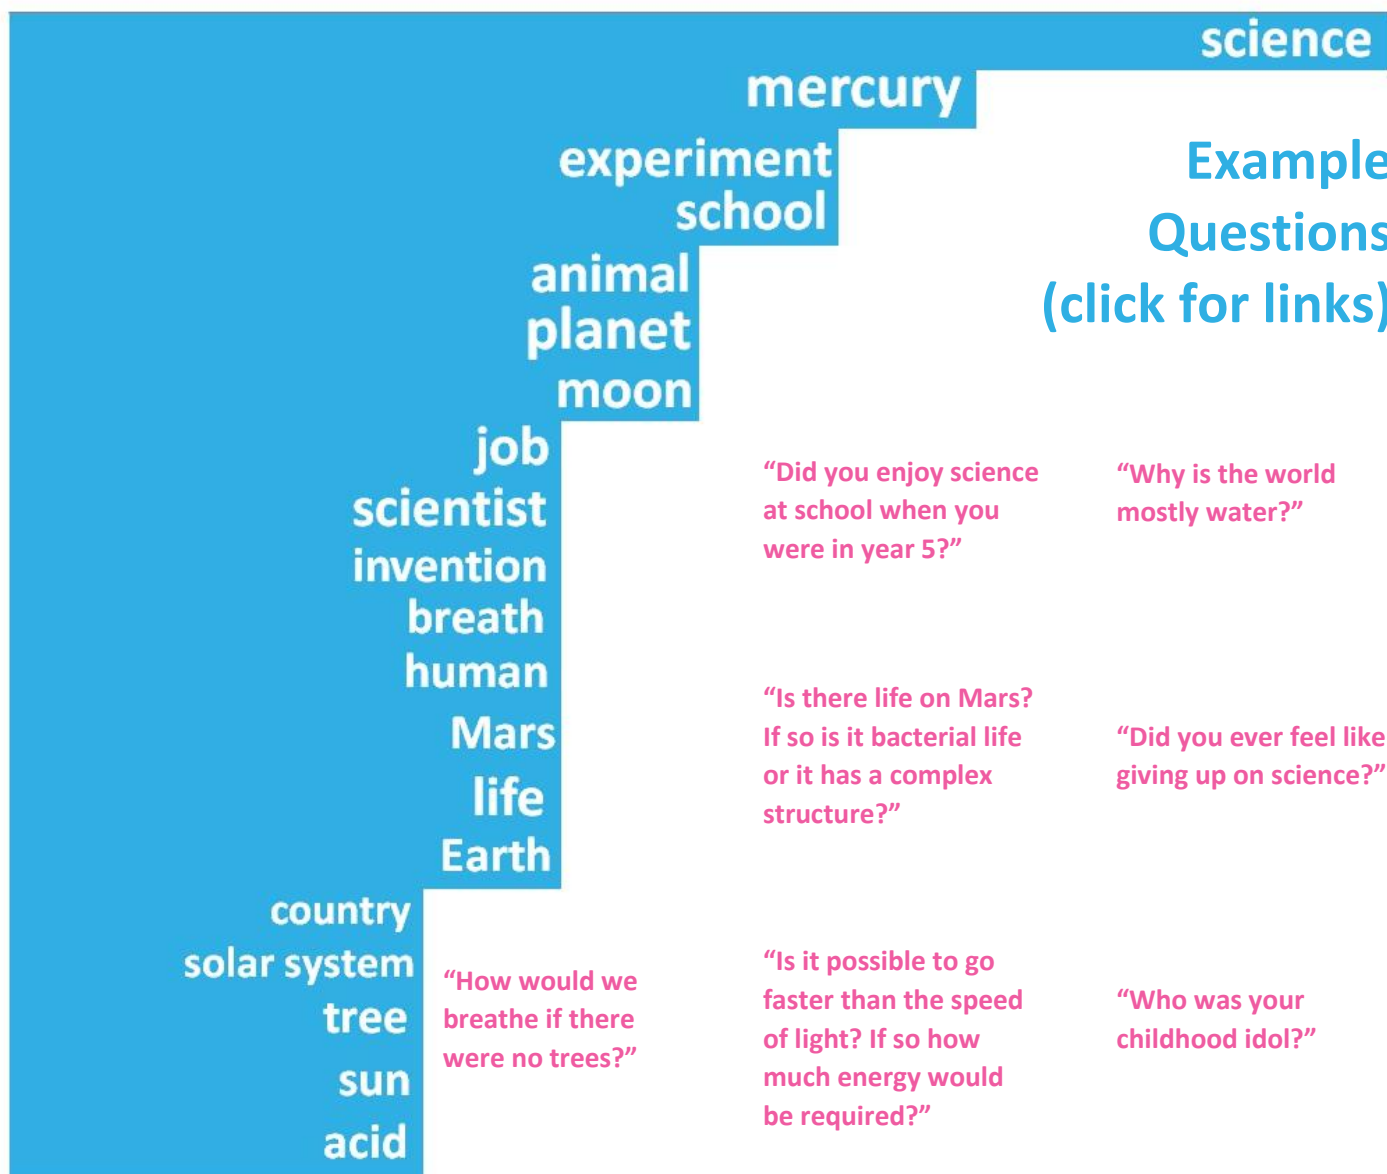 science
mercury
experiment
school
animal
planet
moon
job
scientist
invention
breath
human
Mars
life
Earth
country
solar system
tree
sun
acid
Example
Questions
(click for links)
“Did you enjoy science
at school when you
were in year 5?”
“Why is the world
mostly water?”
“Is there life on Mars?
If so is it bacterial life
or it has a complex
structure?”
“Did you ever feel like
giving up on science?”
“How would we
breathe if there
were no trees?”
“Is it possible to go
faster than the speed
of light? If so how
much energy would
be required?”
“Who was your
childhood idol?”